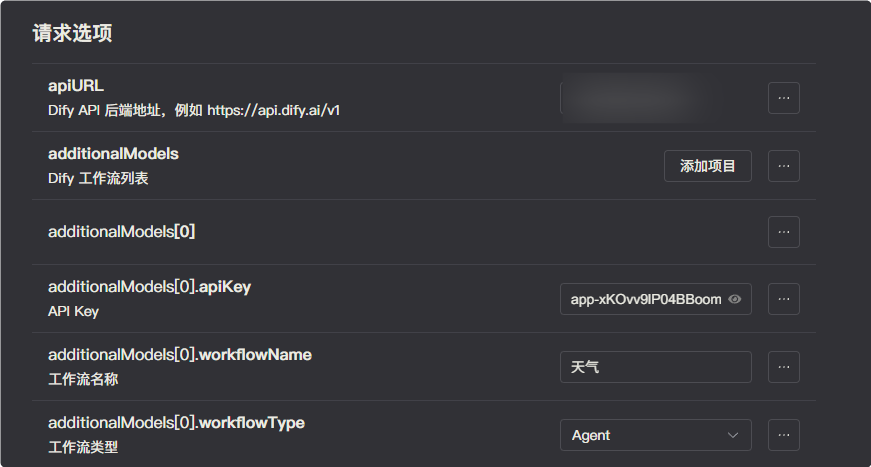 请求选项
apiURL
Dify API 后端地址，例如 https://api.dify.ai/v1
...
additionalModels
Dify 工作流列表
添加项目
...
additionalModels[0]
...
additionalModels[0].apiKey
API Key
app-xKOvv9lP04BBoom
...
additionalModels[0].workflowName
工作流名称
天气
...
additionalModels[0].workflowType
工作流类型
Agent
...